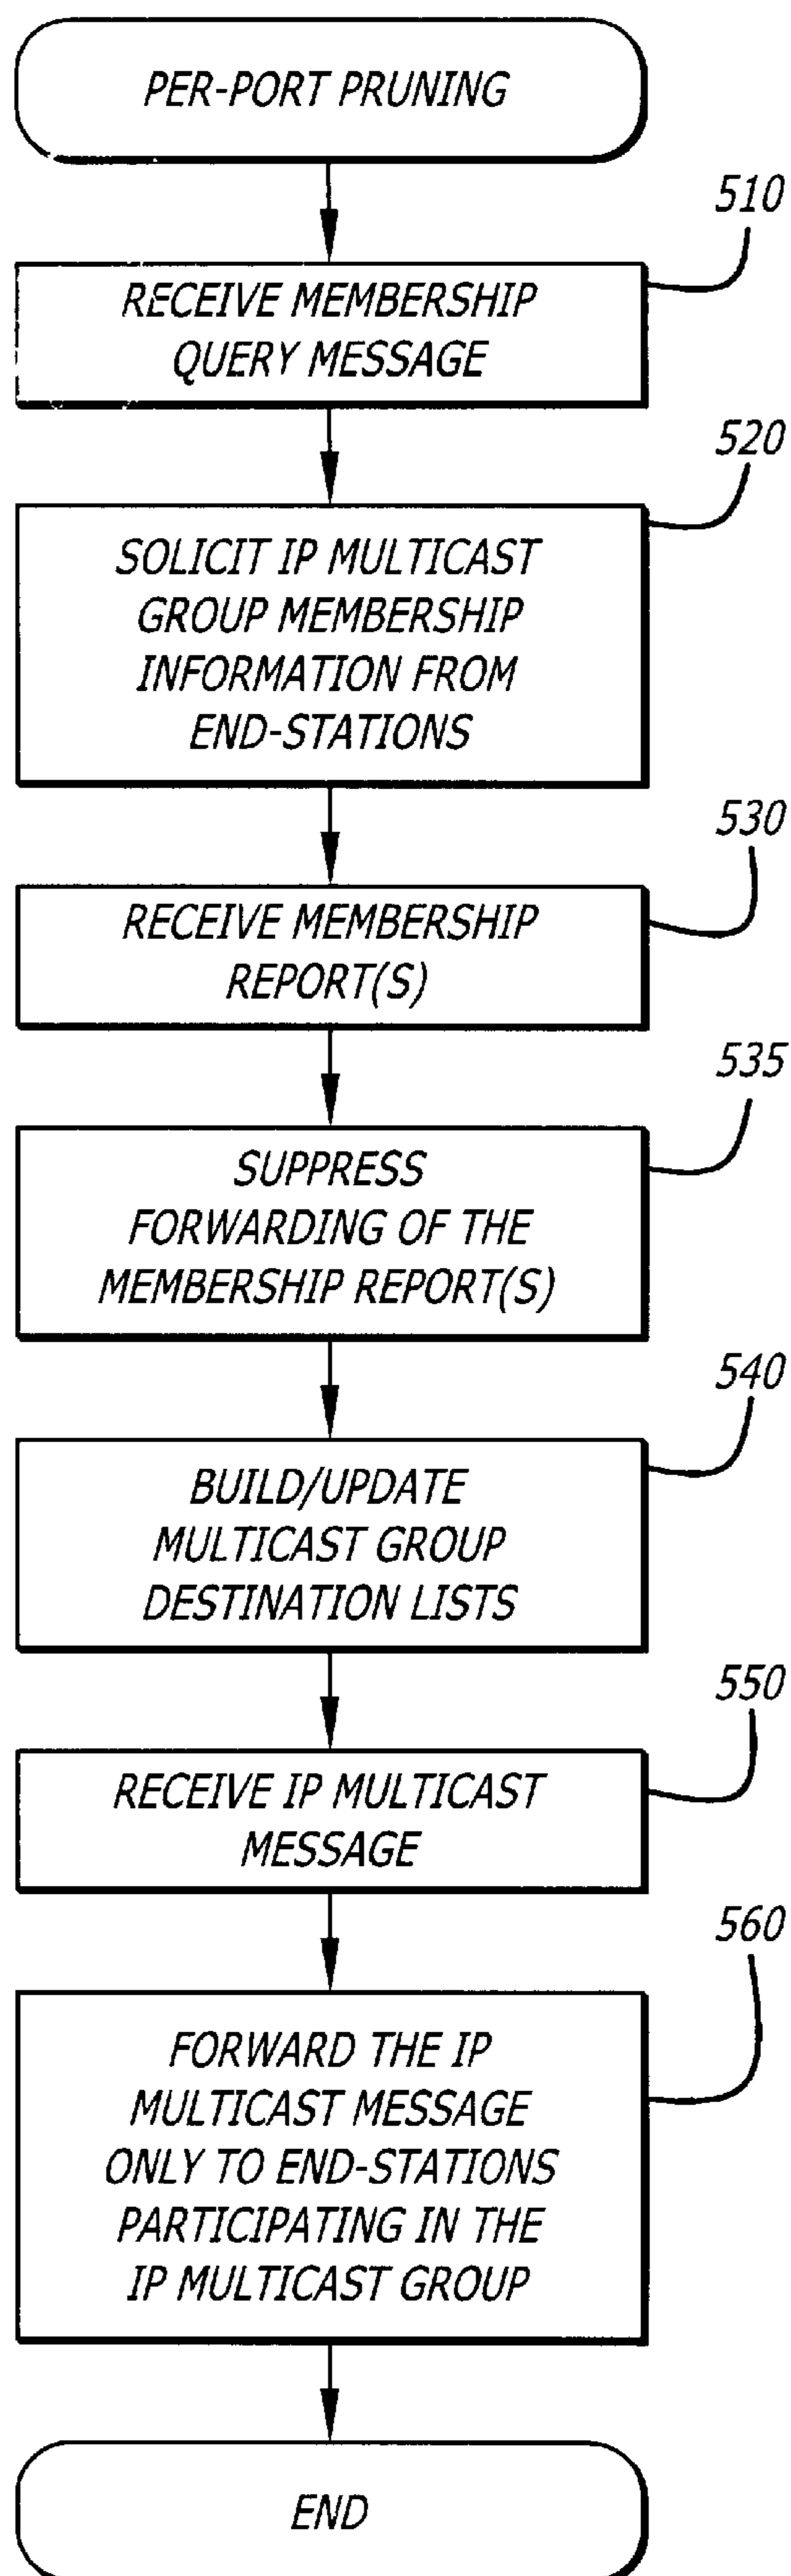 PER-PORT PRUNING
510
RECEIVE MEMBERSHIP
QUERY MESSAGE
520
SOLICIT IP MULTICAST
GROUP MEMBERSHIP
INFORMATION FROM
END-STATIONS
530
RECEIVE MEMBERSHIP
REPORT(S)
535
SUPPRESS
FORWARDING OF THE
MEMBERSHIP REPORT(S)
540
BUILD/UPDATE
MULTICAST GROUP
DESTINATION LISTS
550
RECEIVE IP MULTICAST
MESSAGE
560
FORWARD THE IP
MULTICAST MESSAGE
ONLY TO END-STATIONS
PARTICIPATING IN THE
IP MULTICAST GROUP
END